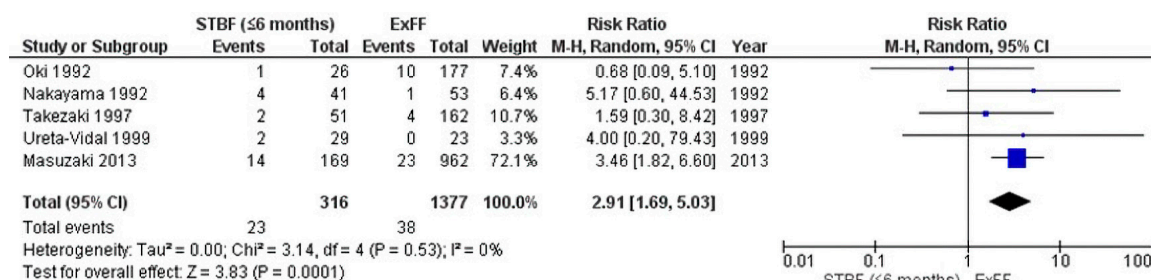 STBF (≤6 months) ExFF Risk Ratio Risk Ratio
Study or Subgroup Events Total Events Total Weight M-H, Random, 95% CI Year M-H, Random, 95% CI
Oki 1992 1 26 10 177 7.4% 0.68 [0.09, 5.10] 1992
Nakayama 1992 4 41 1 53 6.4% 5.17 [0.60, 44.53] 1992
Takezaki 1997 2 51 4 162 10.7% 1.59 [0.30, 8.42] 1997
Ureta-Vidal 1999 2 29 0 23 3.3% 4.00 [0.20, 79.43] 1999
Masuzaki 2013 14 169 23 962 72.1% 3.46 [1.82, 6.60] 2013
Total (95% CI) 316 1377 100.0% 2.91 [1.69, 5.03]
Total events 23 38
Heterogeneity: Tau² = 0.00; Chi² = 3.14, df = 4 (P = 0.53); I² = 0%
Test for overall effect: Z = 3.83 (P = 0.0001)
0.01 0.1 1 10 100
STBF (≤6 months) ExFF